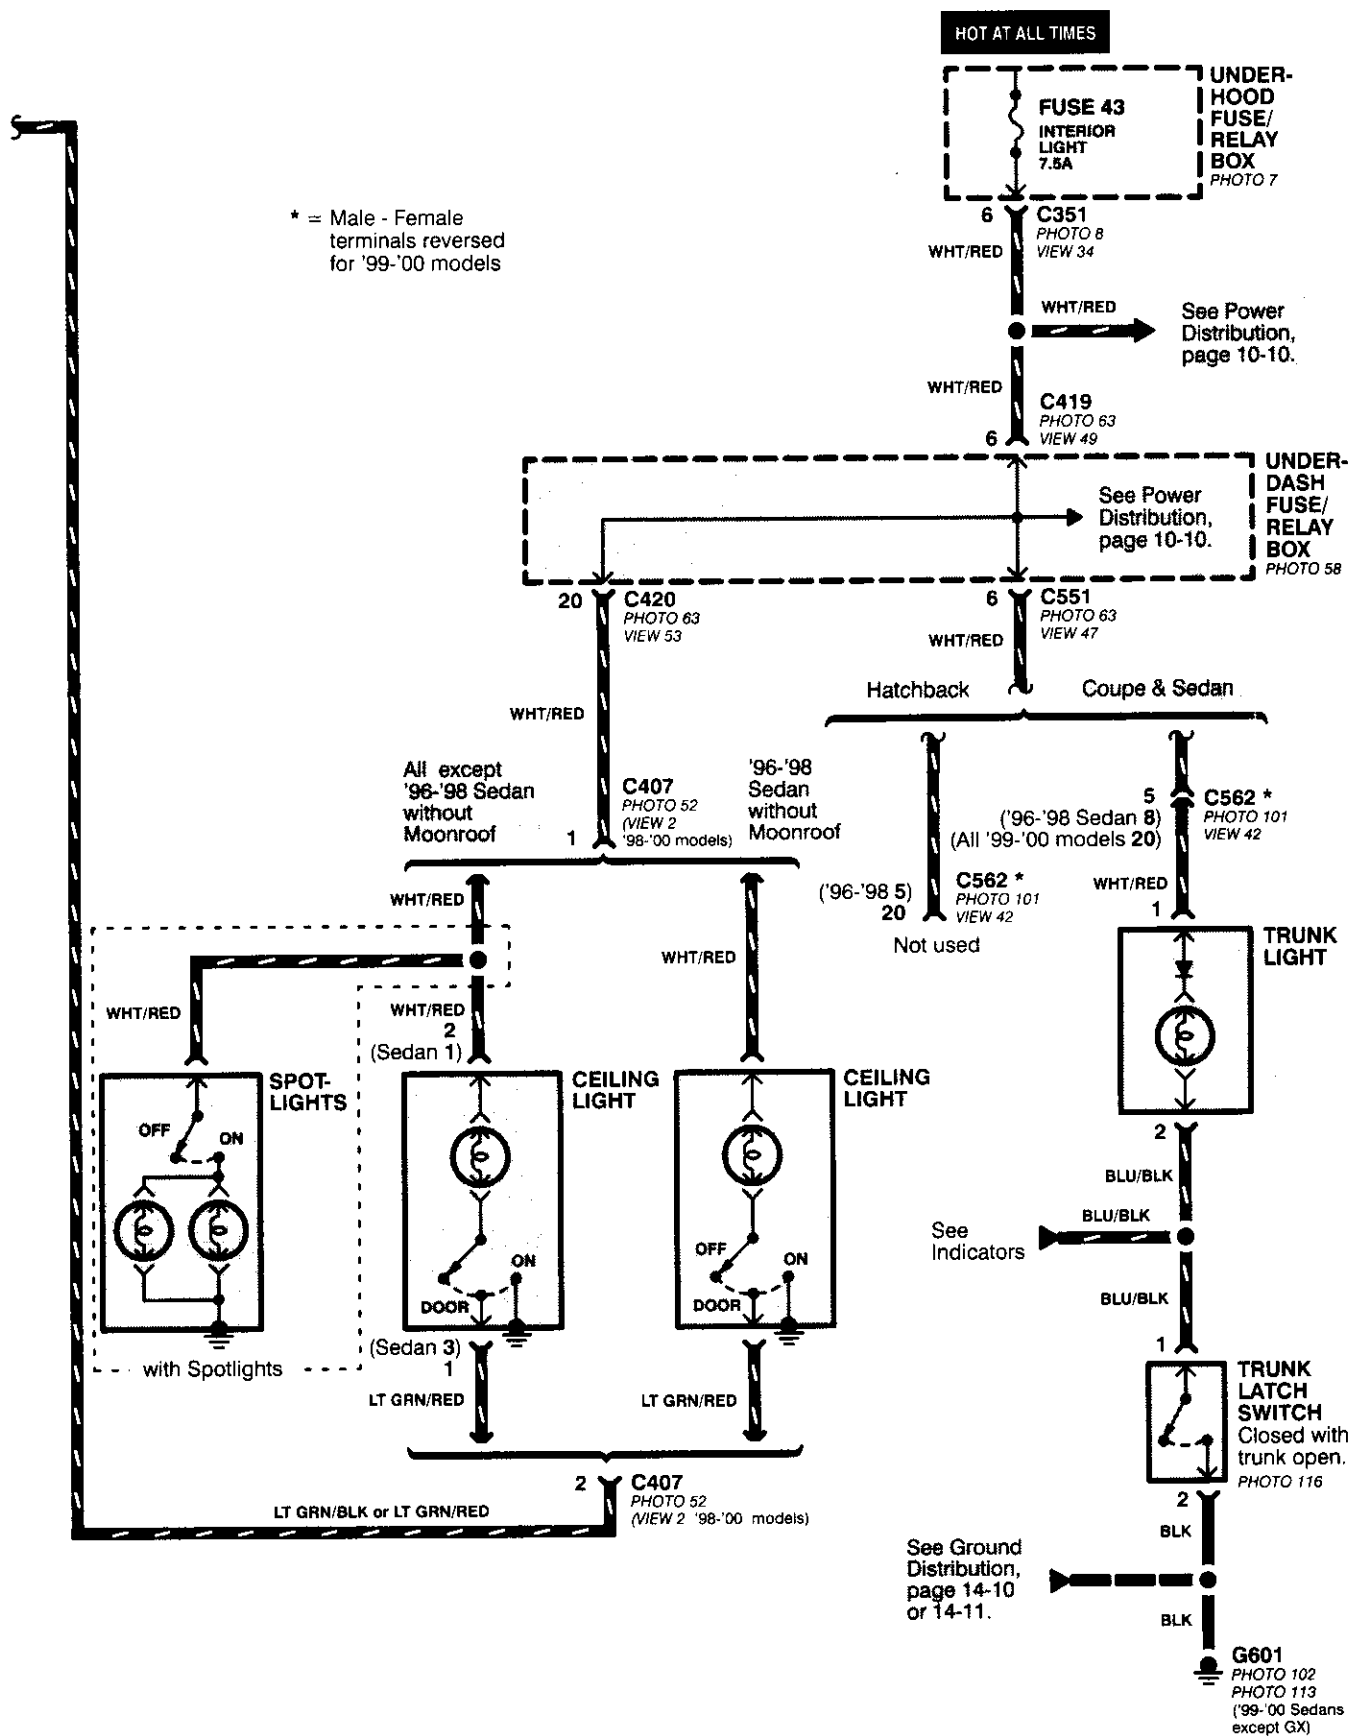 HOT AT ALL TIMES
FUSE 43
INTERIOR
LIGHT
7.5A
UNDER-
HOOD
FUSE/
RELAY
BOX
PHOTO 7
* = Male - Female
terminals reversed
for '99-'00 models
6
C351
PHOTO 8
VIEW 34
WHT/RED
WHT/RED
See Power
Distribution,
page 10-10.
WHT/RED
C419
PHOTO 63
VIEW 49
6
UNDER-
DASH
FUSE/
RELAY
BOX
PHOTO 58
See Power
Distribution,
page 10-10.
20
C420
PHOTO 63
VIEW 53
6
C551
PHOTO 63
VIEW 47
WHT/RED
Hatchback
Coupe & Sedan
WHT/RED
All except
'96-'98 Sedan
without
Moonroof
C407
PHOTO 52
(VIEW 2
'98-'00 models)
1
'96-'98
Sedan
without
Moonroof
5
('96-'98 Sedan 8)
(All '99-'00 models 20)
C562 *
PHOTO 101
VIEW 42
WHT/RED
('96-'98 5)
20
C562 *
PHOTO 101
VIEW 42
Not used
WHT/RED
1
TRUNK
LIGHT
WHT/RED
WHT/RED
WHT/RED
2
(Sedan 1)
SPOT-
LIGHTS
OFF
ON
CEILING
LIGHT
DOOR
ON
CEILING
LIGHT
OFF
ON
DOOR
2
BLU/BLK
BLU/BLK
See
Indicators
BLU/BLK
with Spotlights
(Sedan 3)
1
LT GRN/RED
LT GRN/RED
1
TRUNK
LATCH
SWITCH
Closed with
trunk open.
PHOTO 116
2
C407
PHOTO 52
(VIEW 2 '98-'00 models)
LT GRN/BLK or LT GRN/RED
2
BLK
See Ground
Distribution,
page 14-10
or 14-11.
BLK
G601
PHOTO 102
PHOTO 113
('99-'00 Sedans
except GX)